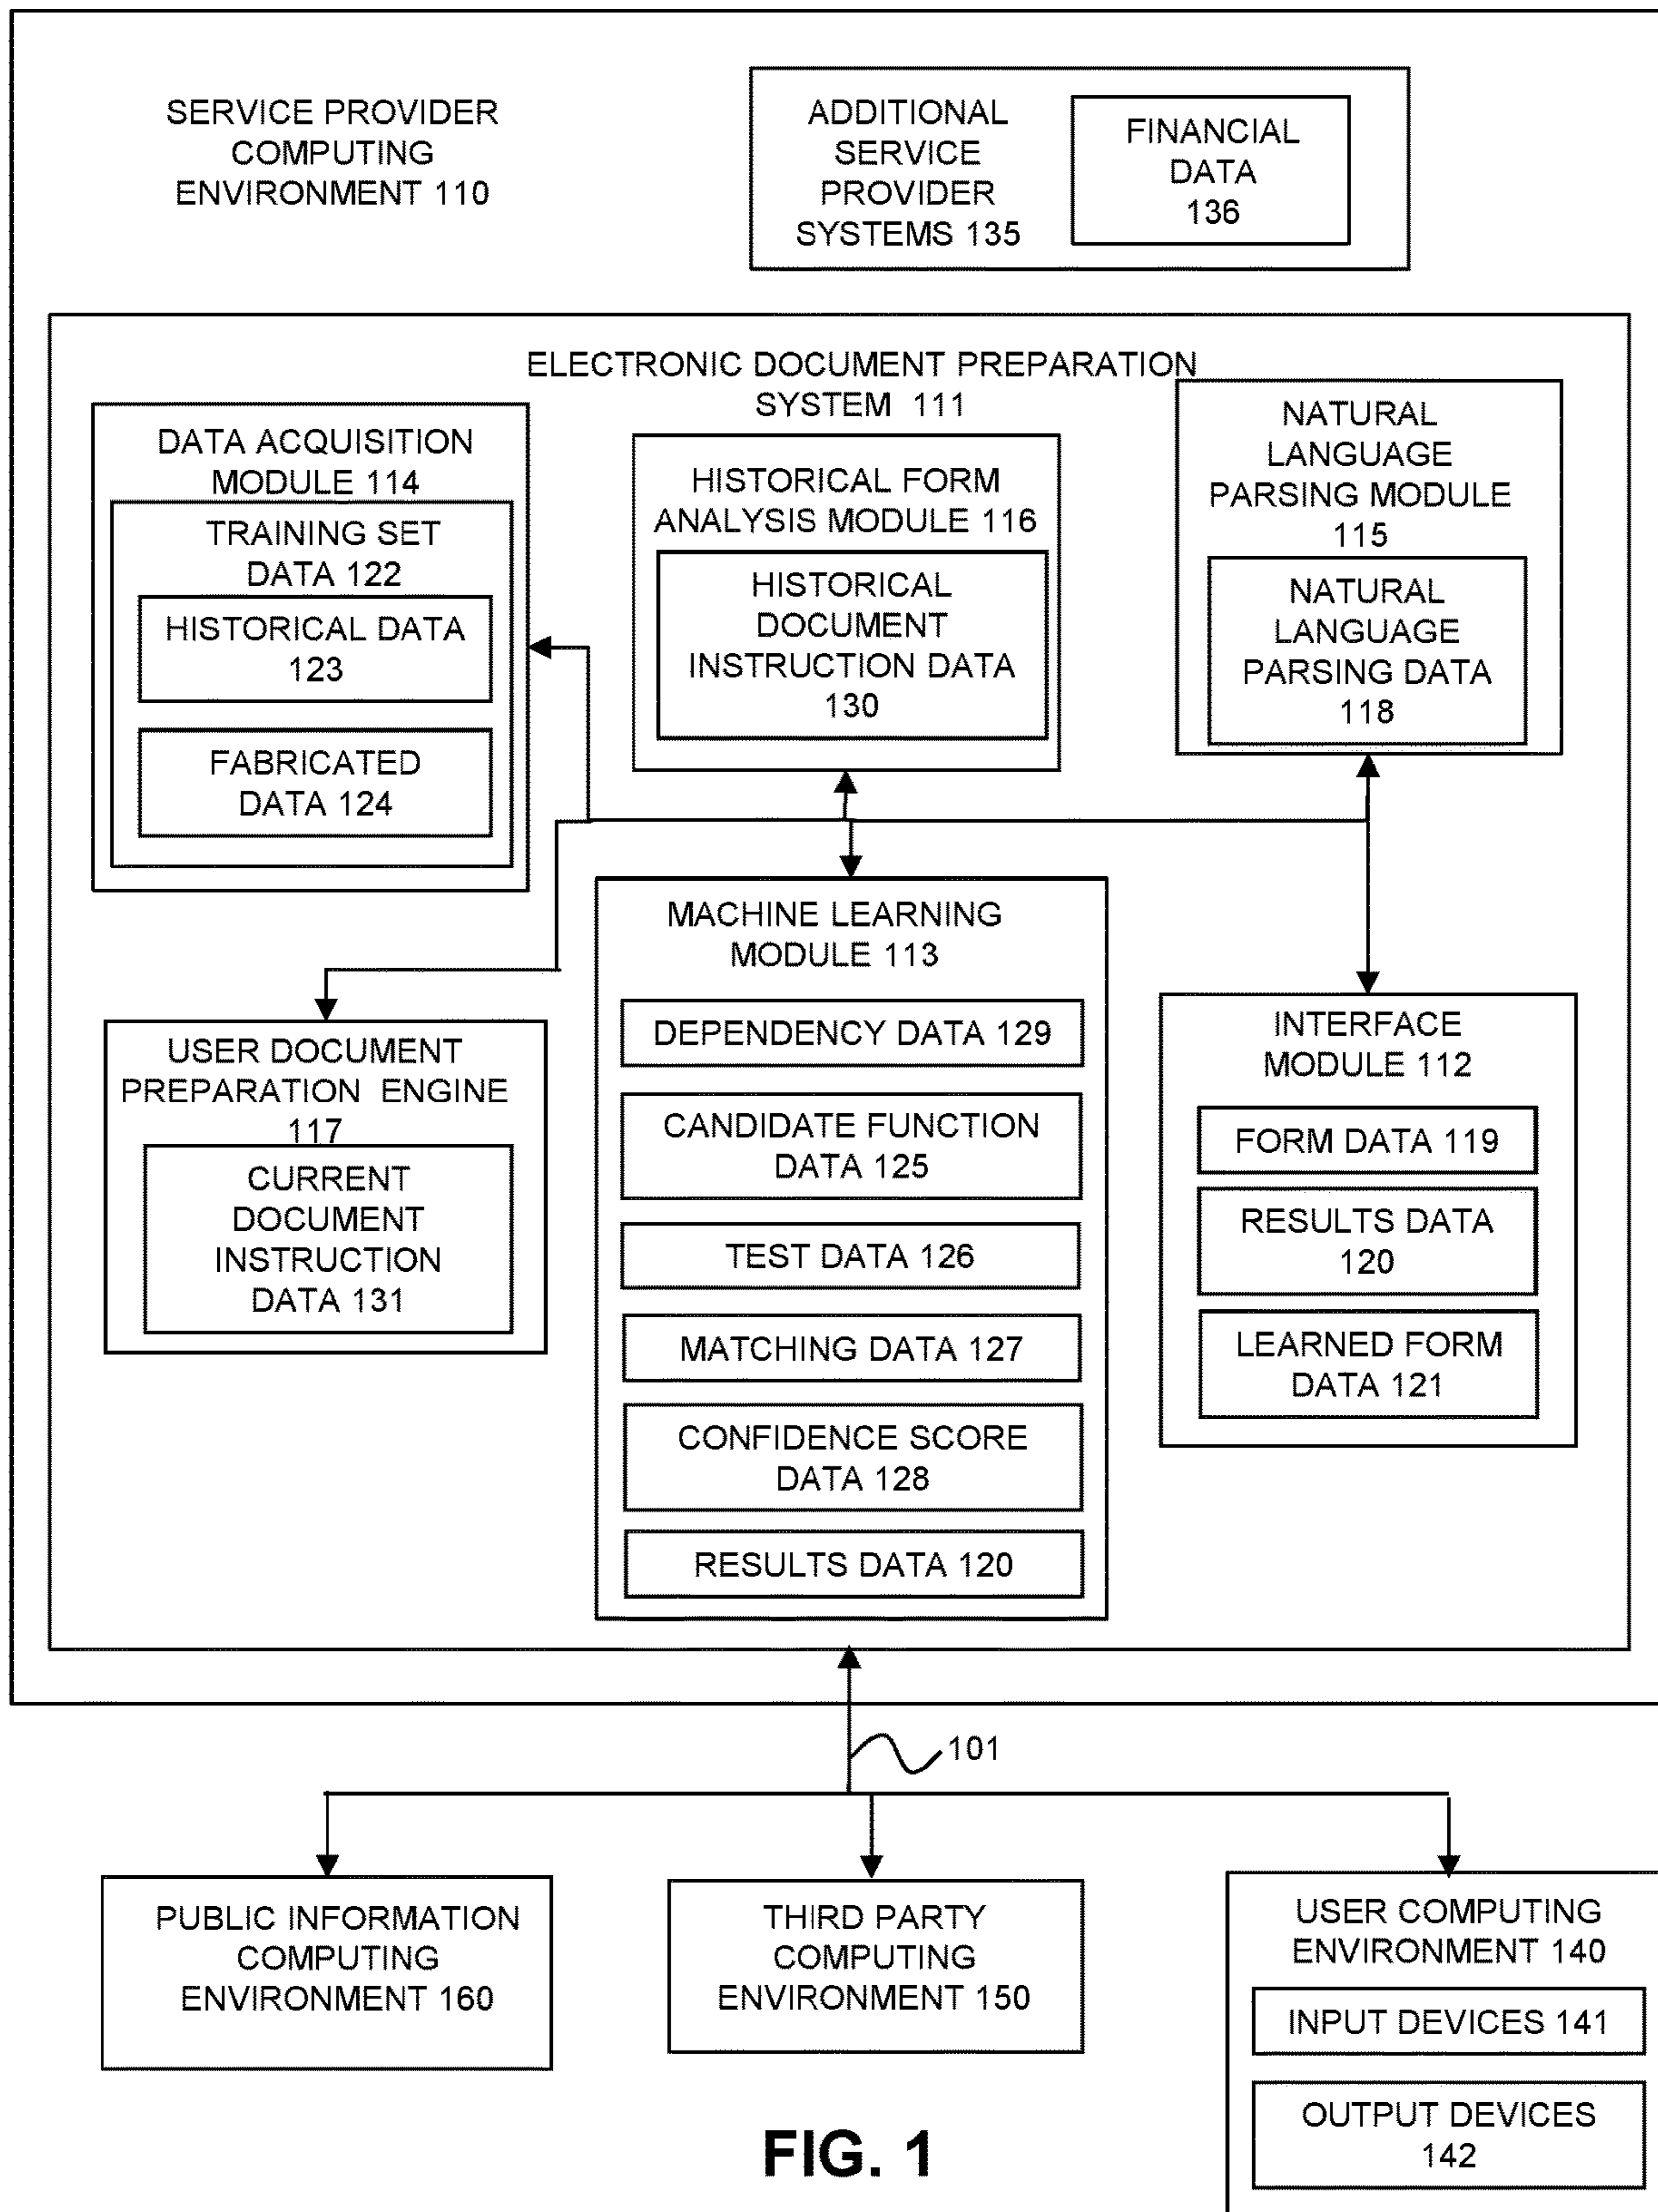 SERVICE PROVIDER
COMPUTING
ENVIRONMENT 110
ADDITIONAL
SERVICE
PROVIDER
SYSTEMS 135
FINANCIAL
DATA
136
ELECTRONIC DOCUMENT PREPARATION
SYSTEM 111
DATA ACQUISITION
MODULE 114
TRAINING SET
DATA 122
HISTORICAL DATA
123
FABRICATED
DATA 124
HISTORICAL FORM
ANALYSIS MODULE 116
HISTORICAL
DOCUMENT
INSTRUCTION DATA
130
NATURAL
LANGUAGE
PARSING MODULE
115
NATURAL
LANGUAGE
PARSING DATA
118
USER DOCUMENT
PREPARATION ENGINE
117
CURRENT
DOCUMENT
INSTRUCTION
DATA 131
MACHINE LEARNING
MODULE 113
DEPENDENCY DATA 129
CANDIDATE FUNCTION
DATA 125
TEST DATA 126
MATCHING DATA 127
CONFIDENCE SCORE
DATA 128
RESULTS DATA 120
INTERFACE
MODULE 112
FORM DATA 119
RESULTS DATA
120
LEARNED FORM
DATA 121
101
PUBLIC INFORMATION
COMPUTING
ENVIRONMENT 160
THIRD PARTY
COMPUTING
ENVIRONMENT 150
USER COMPUTING
ENVIRONMENT 140
INPUT DEVICES 141
OUTPUT DEVICES
142
FIG. 1